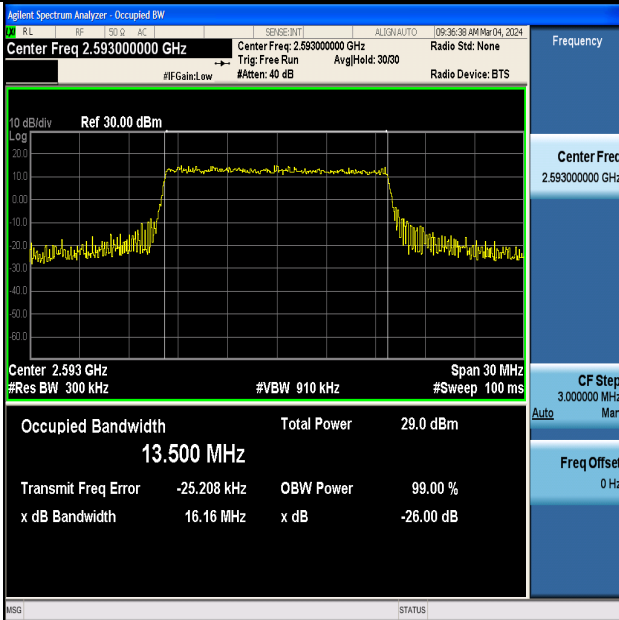 Agilent Spectrum Analyzer - Occupied BW
LXI RL RF 50 Ω AC SENSE:INT ALIGN AUTO 09:36:38 AM Mar 04, 2024
Center Freq 2.593000000 GHz
Center Freq: 2.593000000 GHz
Radio Std: None
Trig: Free Run Avg|Hold: 30/30
#IFGain:Low #Atten: 40 dB Radio Device: BTS
10 dB/div Ref 30.00 dBm
Log
20.0
10.0
0.00
-10.0
-20.0
-30.0
-40.0
-50.0
-60.0
Center 2.593 GHz Span 30 MHz
#Res BW 300 kHz #VBW 910 kHz #Sweep 100 ms
Occupied Bandwidth Total Power 29.0 dBm
13.500 MHz
Transmit Freq Error -25.208 kHz OBW Power 99.00 %
x dB Bandwidth 16.16 MHz x dB -26.00 dB
MSG STATUS
Frequency
Center Freq
2.593000000 GHz
CF Step
3.000000 MHz
Auto Man
Freq Offset
0 Hz